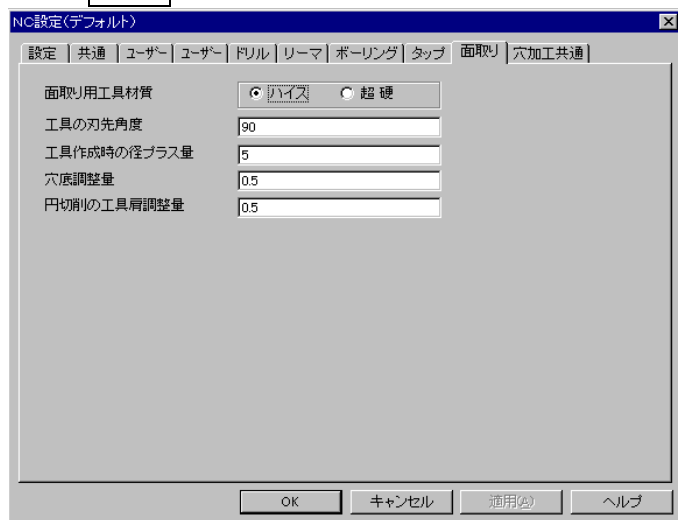 NC設定(デフォルト)
設定 共通 ユーザー ユーザー ドリル リーマ ボーリング タップ 面取り 穴加工共通
面取り用工具材質 ハイス 超硬
工具の刃先角度 90
工具作成時の径プラス量 5
穴底調整量 0.5
円切削の工具肩調整量 0.5
OK キャンセル 適用(A) ヘルプ